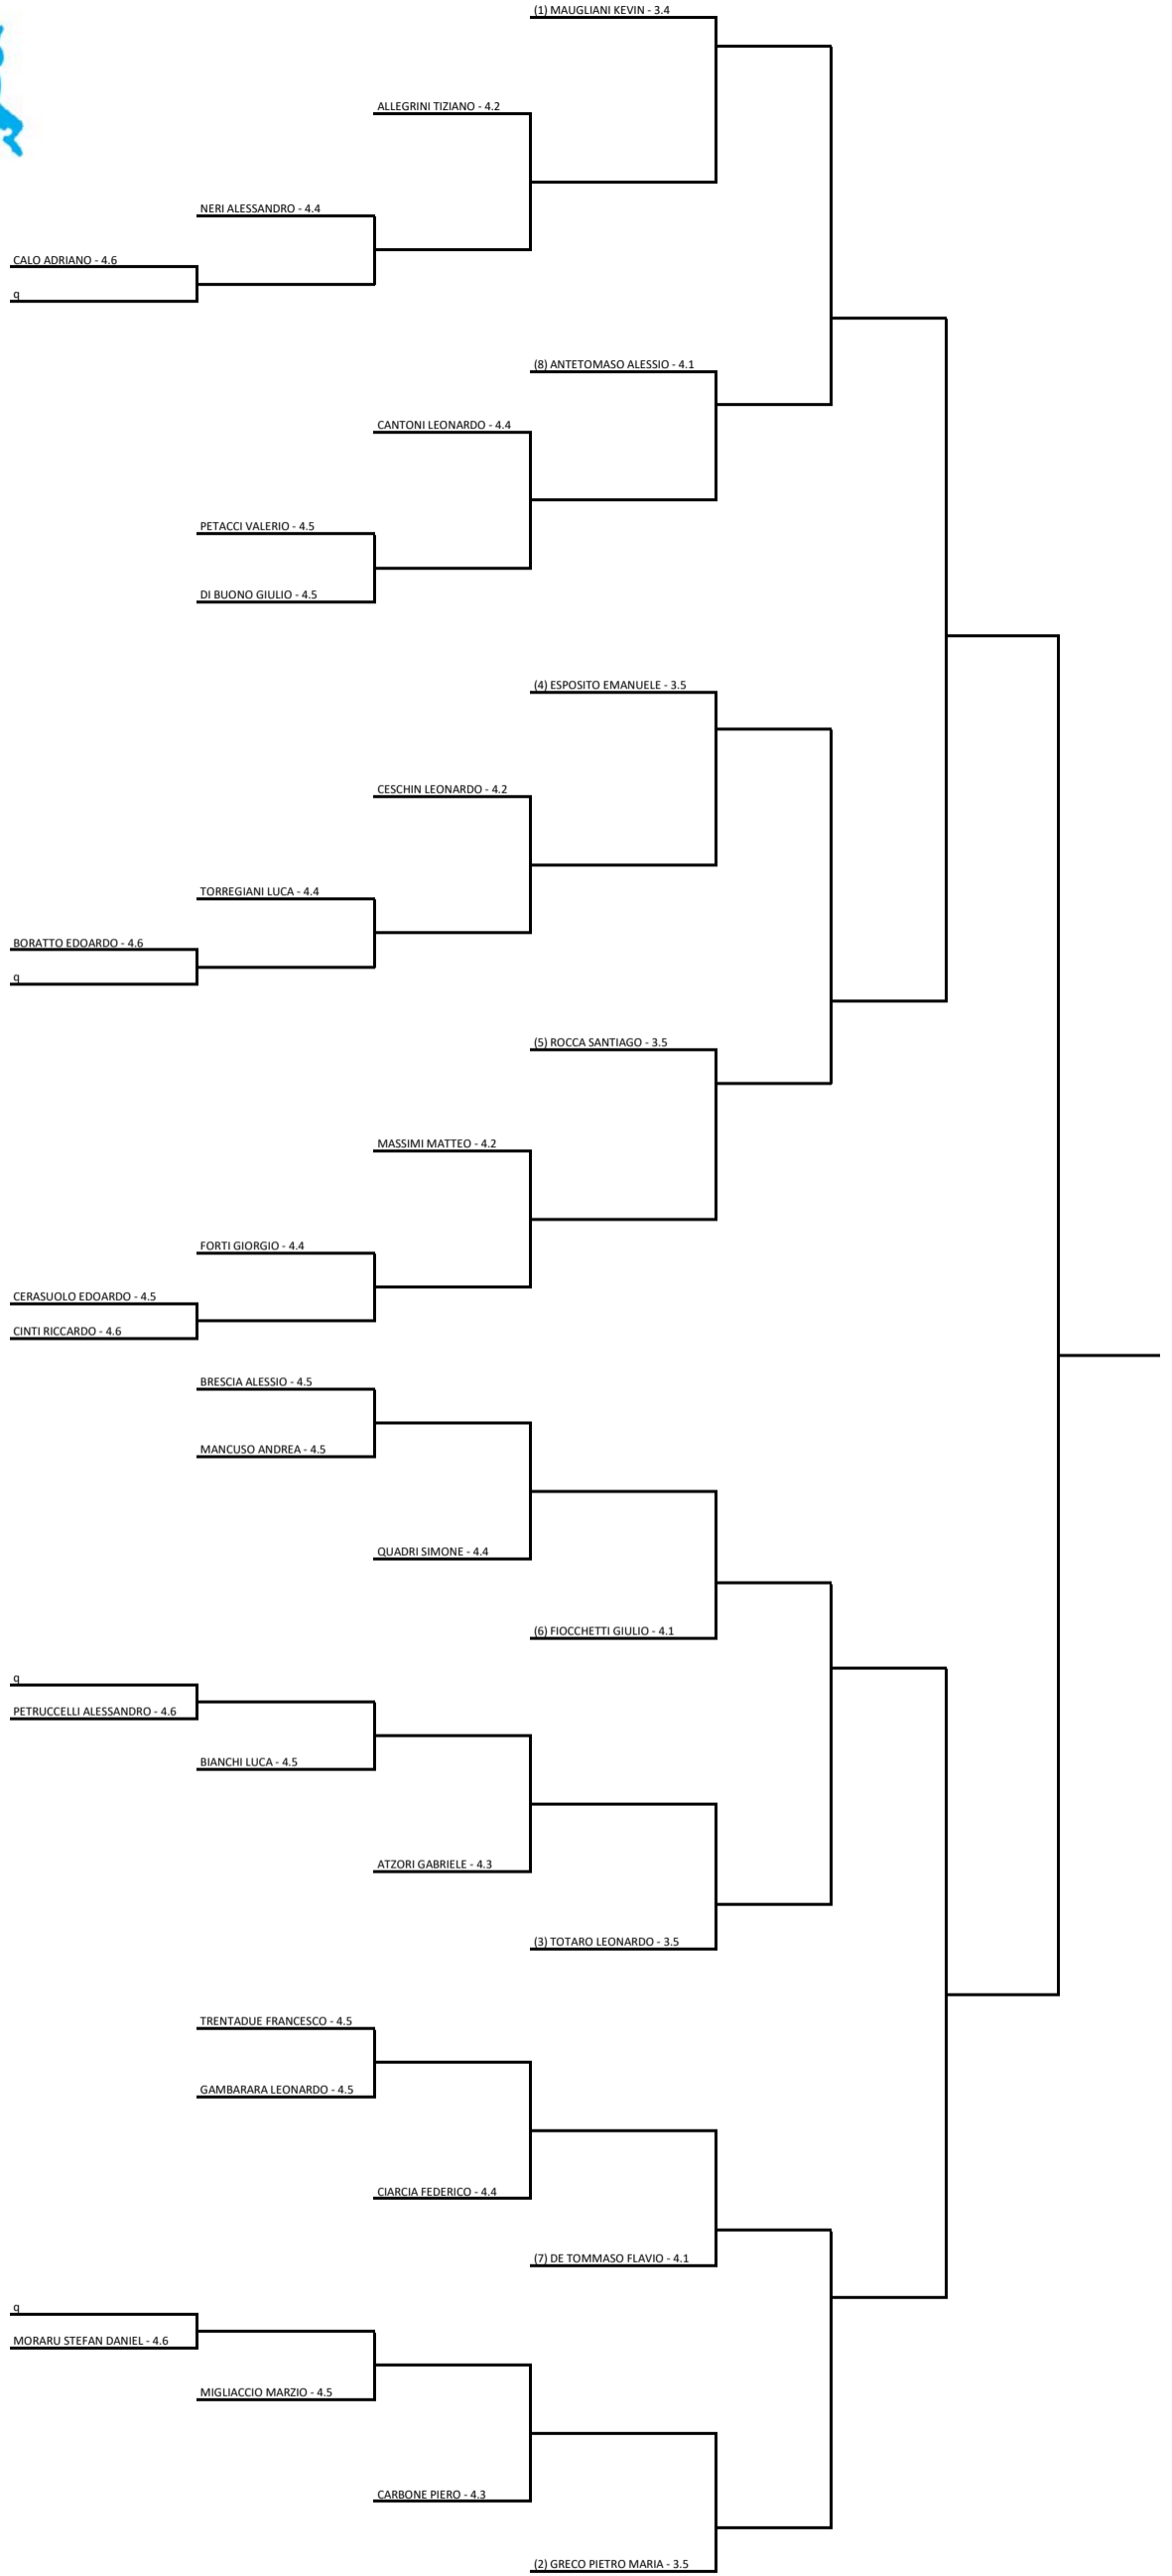 (1) MAUGLIANI KEVIN - 3.4
ALLEGRINI TIZIANO - 4.2
NERI ALESSANDRO - 4.4
CALO ADRIANO - 4.6
q
(8) ANTETOMASO ALESSIO - 4.1
CANTONI LEONARDO - 4.4
PETACCI VALERIO - 4.5
DI BUONO GIULIO - 4.5
(4) ESPOSITO EMANUELE - 3.5
CESCHIN LEONARDO - 4.2
TORREGIANI LUCA - 4.4
BORATTO EDOARDO - 4.6
q
(5) ROCCA SANTIAGO - 3.5
MASSIMI MATTEO - 4.2
FORTI GIORGIO - 4.4
CERASUOLO EDOARDO - 4.5
CINTI RICCARDO - 4.6
BRESCIA ALESSIO - 4.5
MANCUSO ANDREA - 4.5
QUADRI SIMONE - 4.4
(6) FIOCCHETTI GIULIO - 4.1
q
PETRUCCELLI ALESSANDRO - 4.6
BIANCHI LUCA - 4.5
ATZORI GABRIELE - 4.3
(3) TOTARO LEONARDO - 3.5
TRENTADUE FRANCESCO - 4.5
GAMBARARA LEONARDO - 4.5
CIARCIA FEDERICO - 4.4
(7) DE TOMMASO FLAVIO - 4.1
q
MORARU STEFAN DANIEL - 4.6
MIGLIACCIO MARZIO - 4.5
CARBONE PIERO - 4.3
(2) GRECO PIETRO MARIA - 3.5